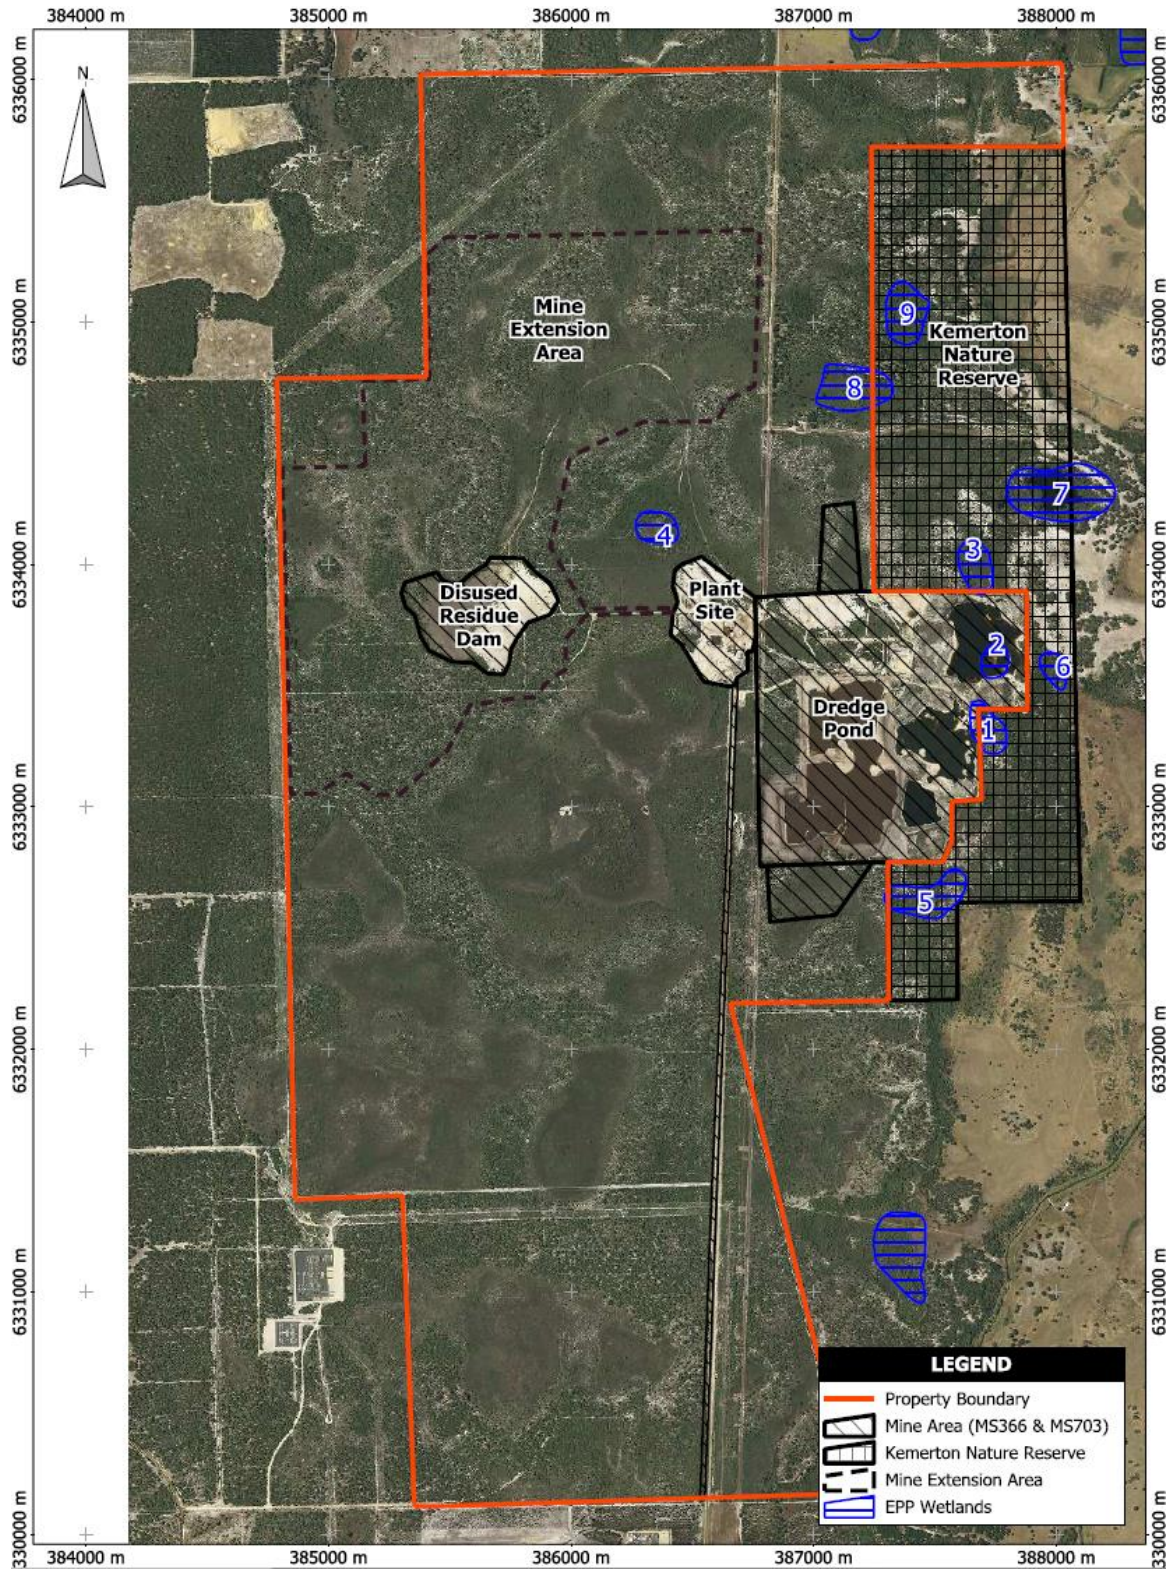 384000 m 385000 m 386000 m 387000 m 388000 m
6336000 m 6336000 m
N
Mine
Extension
Area
6335000 m 6335000 m
9
Kemerton
Nature
Reserve
8
7
4
3
6334000 m 6334000 m
Disused
Residue
Dam
Plant
Site
2
6
1
Dredge
Pond
6333000 m 6333000 m
5
6332000 m 6332000 m
6331000 m 6331000 m
LEGEND
Property Boundary
Mine Area (MS366 & MS703)
Kemerton Nature Reserve
Mine Extension Area
EPP Wetlands
330000 m 330000 m
384000 m 385000 m 386000 m 387000 m 388000 m